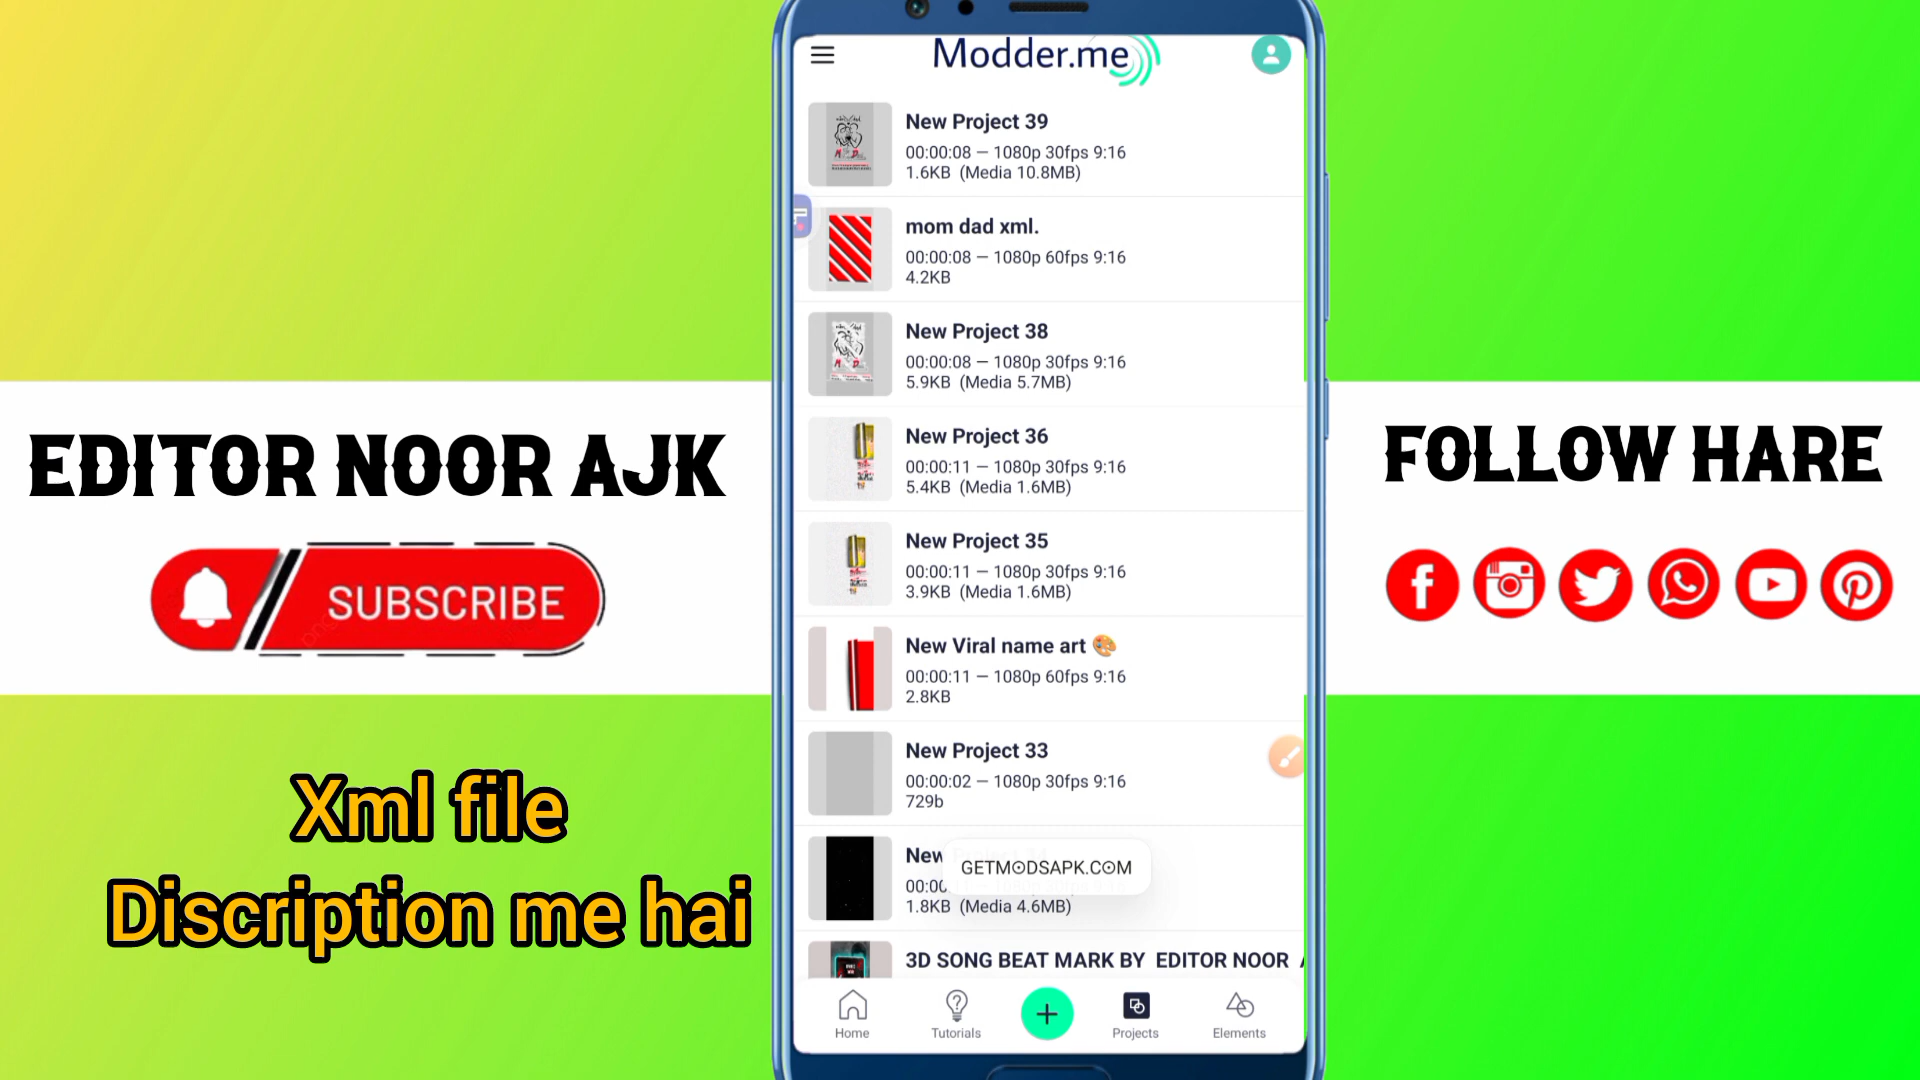 Modder.me
New Project 39
00:00:08 — 1080p 30fps 9:16
1.6KB (Media 10.8MB)
mom dad xml.
00:00:08 — 1080p 60fps 9:16
4.2KB
New Project 38
00:00:08 — 1080p 30fps 9:16
5.9KB (Media 5.7MB)
New Project 36
00:00:11 — 1080p 30fps 9:16
5.4KB (Media 1.6MB)
New Project 35
00:00:11 — 1080p 30fps 9:16
3.9KB (Media 1.6MB)
New Viral name art 🎨
00:00:11 — 1080p 60fps 9:16
2.8KB
New Project 33
00:00:02 — 1080p 30fps 9:16
729b
New
GETMODSAPK.COM
1.8KB (Media 4.6MB)
3D SONG BEAT MARK BY EDITOR NOOR
Home
Tutorials
Projects
Elements
EDITOR NOOR AJK
SUBSCRIBE
Xml file
Discription me hai
FOLLOW HARE